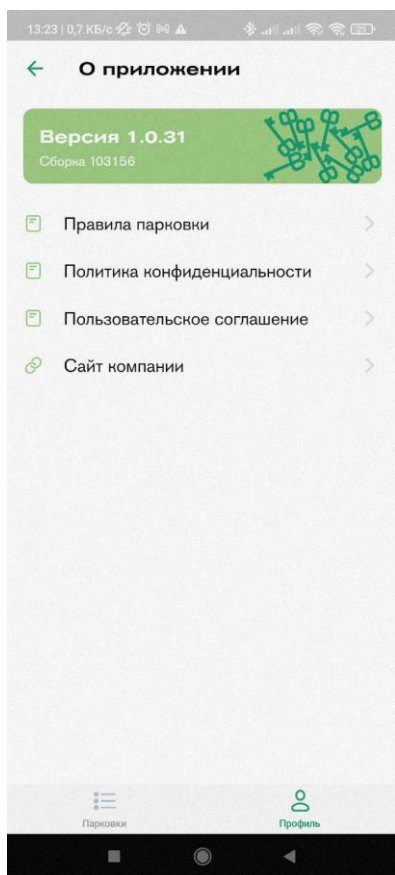 13:23 | 0,7 КБ/с
О приложении
Версия 1.0.31
Сборка 103156
Правила парковки
Политика конфиденциальности
Пользовательское соглашение
Сайт компании
Парковки
Профиль